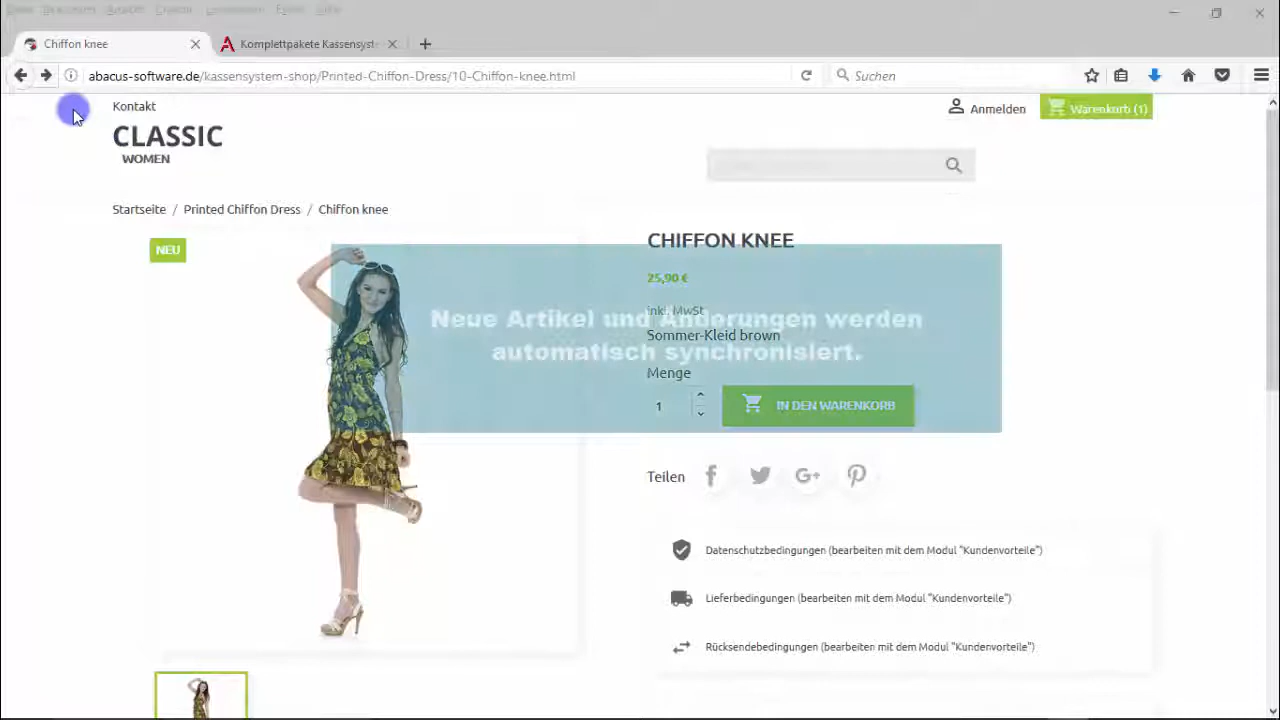 Chiffon knee
Komplettpakete Kassensyst
abacus-software.de/kassensystem-shop/Printed-Chiffon-Dress/10-Chiffon-knee.html
Suchen
Kontakt
Anmelden
Warenkorb (1)
CLASSIC
WOMEN
Startseite / Printed Chiffon Dress / Chiffon knee
NEU
CHIFFON KNEE
25,90 €
inkl. MwSt
Neue Artikel und Änderungen werden
automatisch synchronisiert.
Sommer-Kleid brown
Menge
1
IN DEN WARENKORB
Teilen
Datenschutzbedingungen (bearbeiten mit dem Modul "Kundenvorteile")
Lieferbedingungen (bearbeiten mit dem Modul "Kundenvorteile")
Rücksendebedingungen (bearbeiten mit dem Modul "Kundenvorteile")